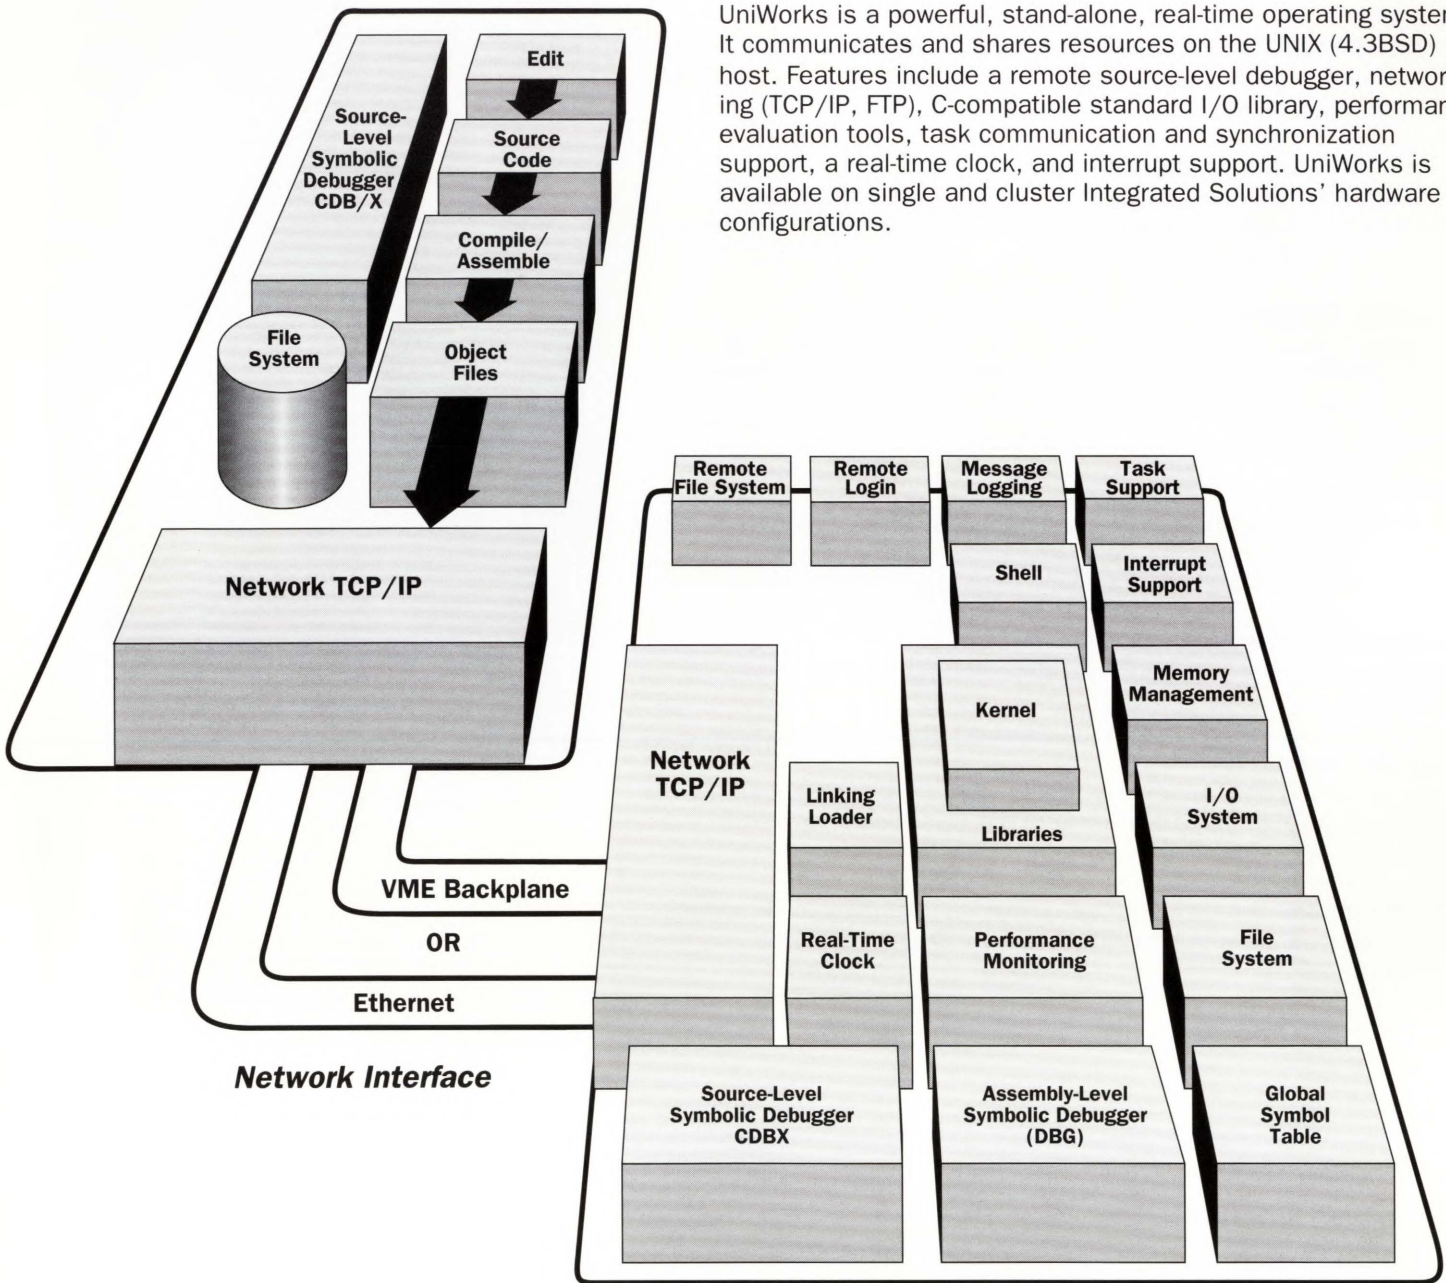 UniWorks is a powerful, stand-alone, real-time operating
It communicates and shares resources on the UNIX (4.3BSD)
host. Features include a remote source-level debugger,
ing (TCP/IP, FTP), C-compatible standard I/O library,
evaluation tools, task communication and synchronization
support, a real-time clock, and interrupt support. UniWorks is
available on single and cluster Integrated Solutions' hardware
configurations.
Edit
Source-
Level
Symbolic
Debugger
CDB/X
Source
Code
Compile/
Assemble
File
System
Object
Files
Network TCP/IP
Remote
File System
Remote
Login
Message
Logging
Task
Support
Shell
Interrupt
Support
Memory
Management
Kernel
Network
TCP/IP
Linking
Loader
Libraries
I/O
System
VME Backplane
OR
Ethernet
Real-Time
Clock
Performance
Monitoring
File
System
Network Interface
Source-Level
Symbolic Debugger
CDBX
Assembly-Level
Symbolic Debugger
(DBG)
Global
Symbol
Table